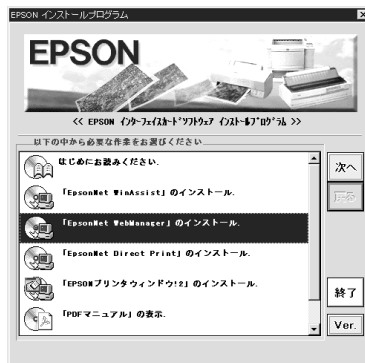 EPSON インストールプログラム
EPSON
<< EPSON インターフェイスカードソフトウェア インストールプログラム >>
以下の中から必要な作業をお選びください
はじめにお読みください.
「EpsonNet WinAssist」のインストール.
「EpsonNet WebManager」のインストール.
「EpsonNet Direct Print」のインストール.
「EPSONプリンタウィンドウ!2」のインストール.
「PDFマニュアル」の表示.
次へ
戻る
終了
Ver.